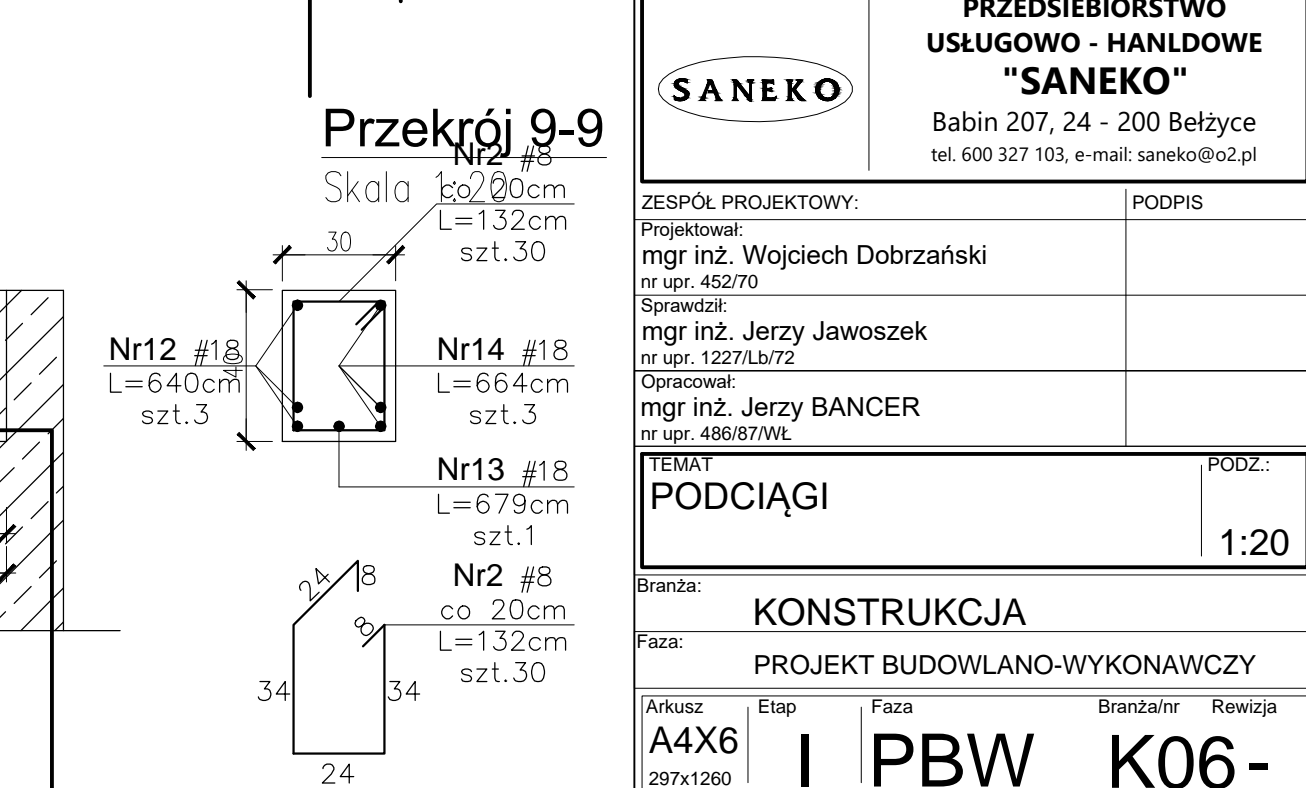 Przekrój 9-9
Skala 1:20
Nr2 #8
co 20cm
L=132cm
szt.30
30
40
Nr12 #18
L=640cm
szt.3
Nr14 #18
L=664cm
szt.3
Nr13 #18
L=679cm
szt.1
Nr2 #8
co 20cm
L=132cm
szt.30
24
8
8
34
34
24
SANEKO
PRZEDSIĘBIORSTWO
USŁUGOWO - HANLDOWE
"SANEKO"
Babin 207, 24 - 200 Bełżyce
tel. 600 327 103, e-mail: saneko@o2.pl
ZESPÓŁ PROJEKTOWY:
PODPIS
Projektował:
mgr inż. Wojciech Dobrzański
nr upr. 452/70
Sprawdził:
mgr inż. Jerzy Jawoszek
nr upr. 1227/Lb/72
Opracował:
mgr inż. Jerzy BANCER
nr upr. 486/87/WŁ
TEMAT
PODZ.:
PODCIĄGI
1:20
Branża:
KONSTRUKCJA
Faza:
PROJEKT BUDOWLANO-WYKONAWCZY
Arkusz Etap Faza Branża/nr Rewizja
A4X6 I PBW K06 -
297x1260